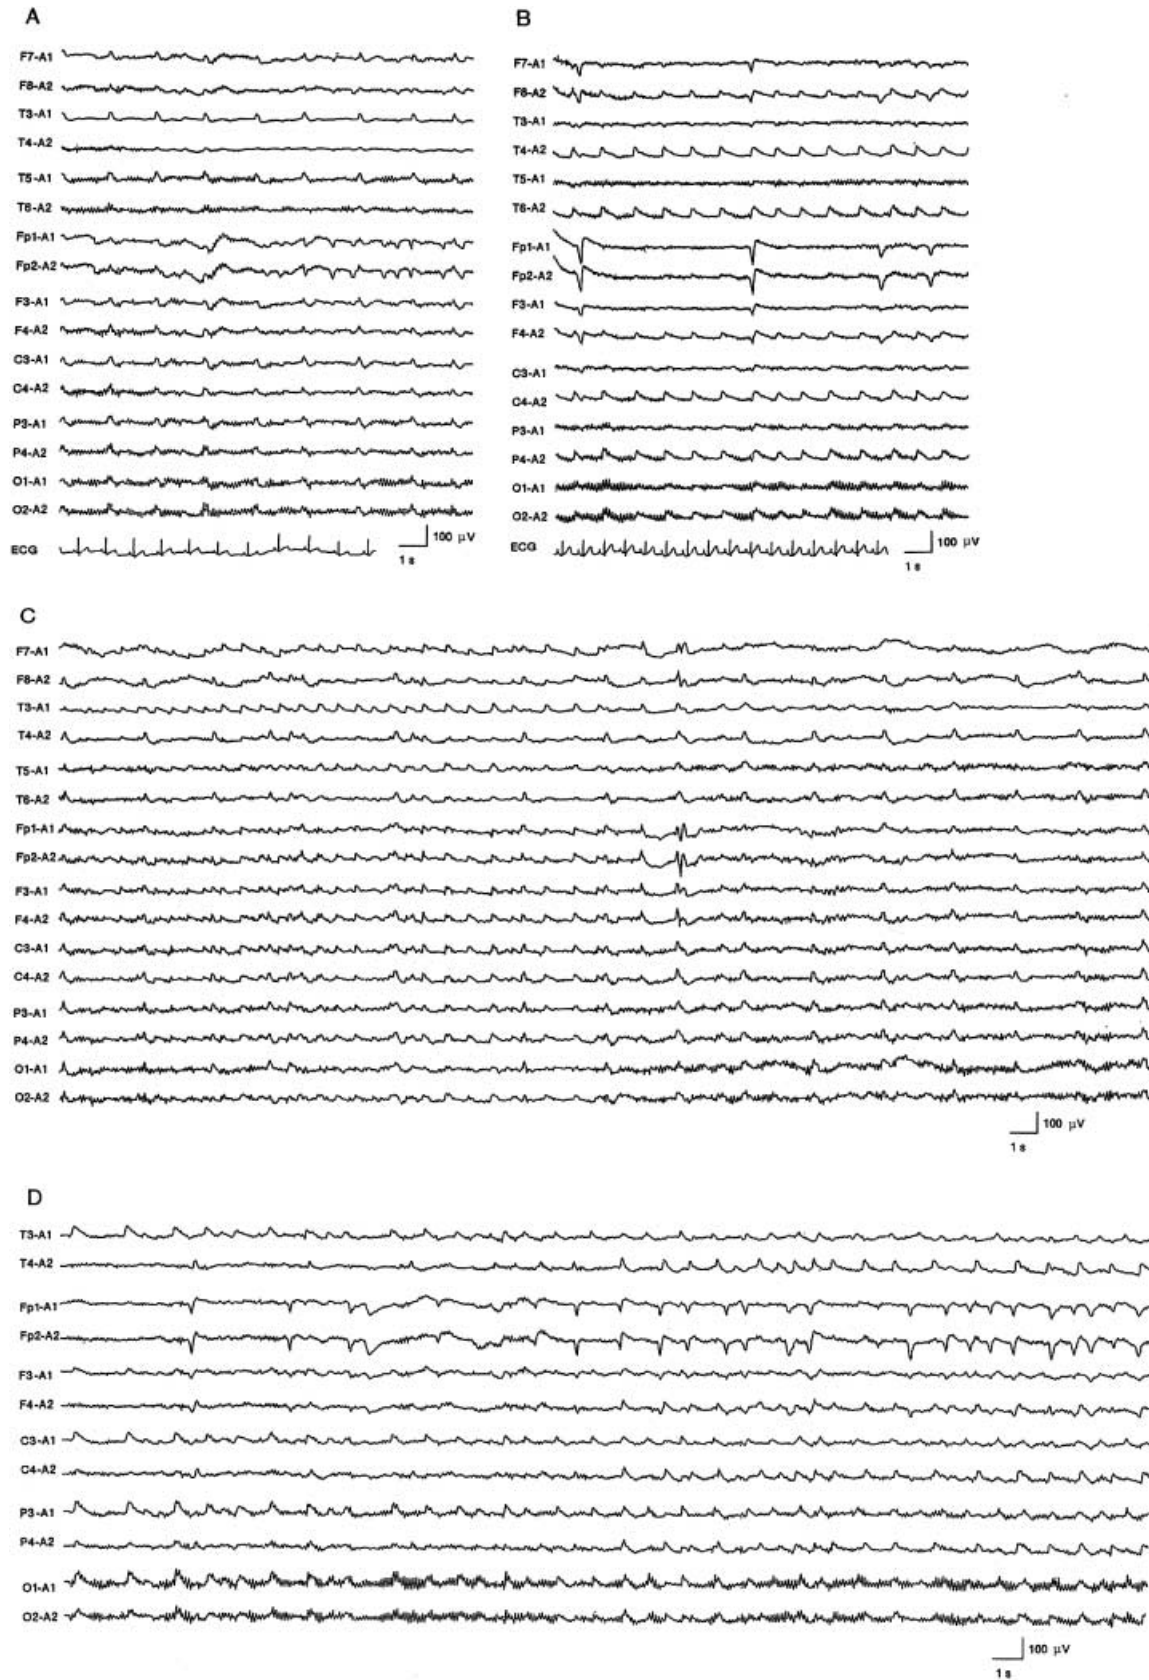 A
F7-A1
F8-A2
T3-A1
T4-A2
T5-A1
T6-A2
Fp1-A1
Fp2-A2
F3-A1
F4-A2
C3-A1
C4-A2
P3-A1
P4-A2
O1-A1
O2-A2
ECG
100 μV
1 s
B
F7-A1
F8-A2
T3-A1
T4-A2
T5-A1
T6-A2
Fp1-A1
Fp2-A2
F3-A1
F4-A2
C3-A1
C4-A2
P3-A1
P4-A2
O1-A1
O2-A2
ECG
100 μV
1 s
C
F7-A1
F8-A2
T3-A1
T4-A2
T5-A1
T6-A2
Fp1-A1
Fp2-A2
F3-A1
F4-A2
C3-A1
C4-A2
P3-A1
P4-A2
O1-A1
O2-A2
100 μV
1 s
D
T3-A1
T4-A2
Fp1-A1
Fp2-A2
F3-A1
F4-A2
C3-A1
C4-A2
P3-A1
P4-A2
O1-A1
O2-A2
100 μV
1 s